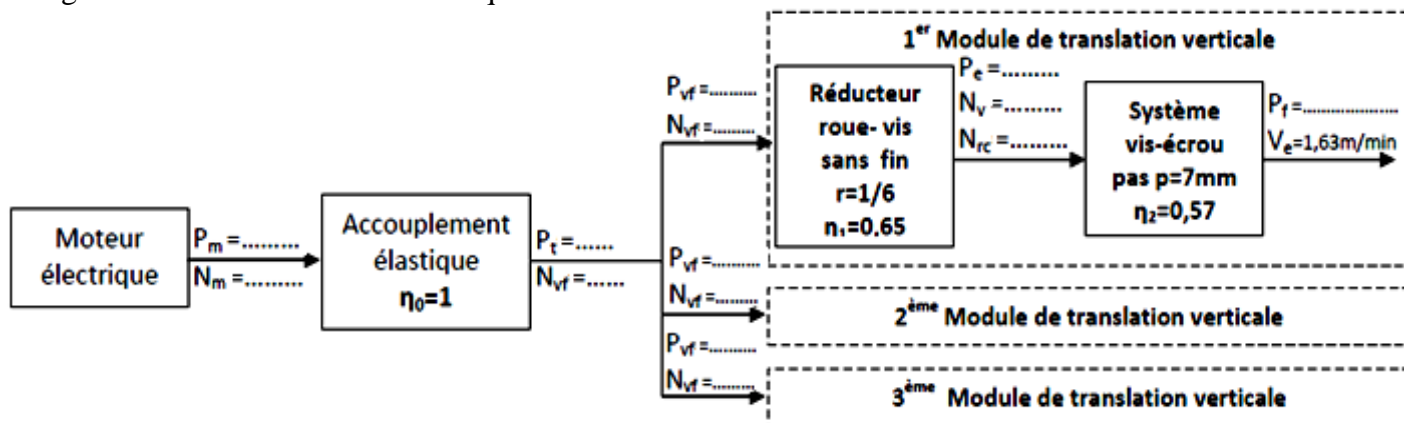 1er Module de translation verticale
Pvf =..........
Nvf =.........
Réducteur
roue- vis
sans fin
r=1/6
η1=0.65
Pe =.........
Nv =.........
Nrc =.........
Système
vis-écrou
pas p=7mm
η2=0,57
Pf =......................
Ve=1,63m/min
Moteur
électrique
Pm =.........
Nm =.........
Accouplement
élastique
η0=1
Pt =......
Nvf =......
Pvf =..........
Nvf =.........
2ème Module de translation verticale
Pvf =..........
Nvf =.........
3ème Module de translation verticale